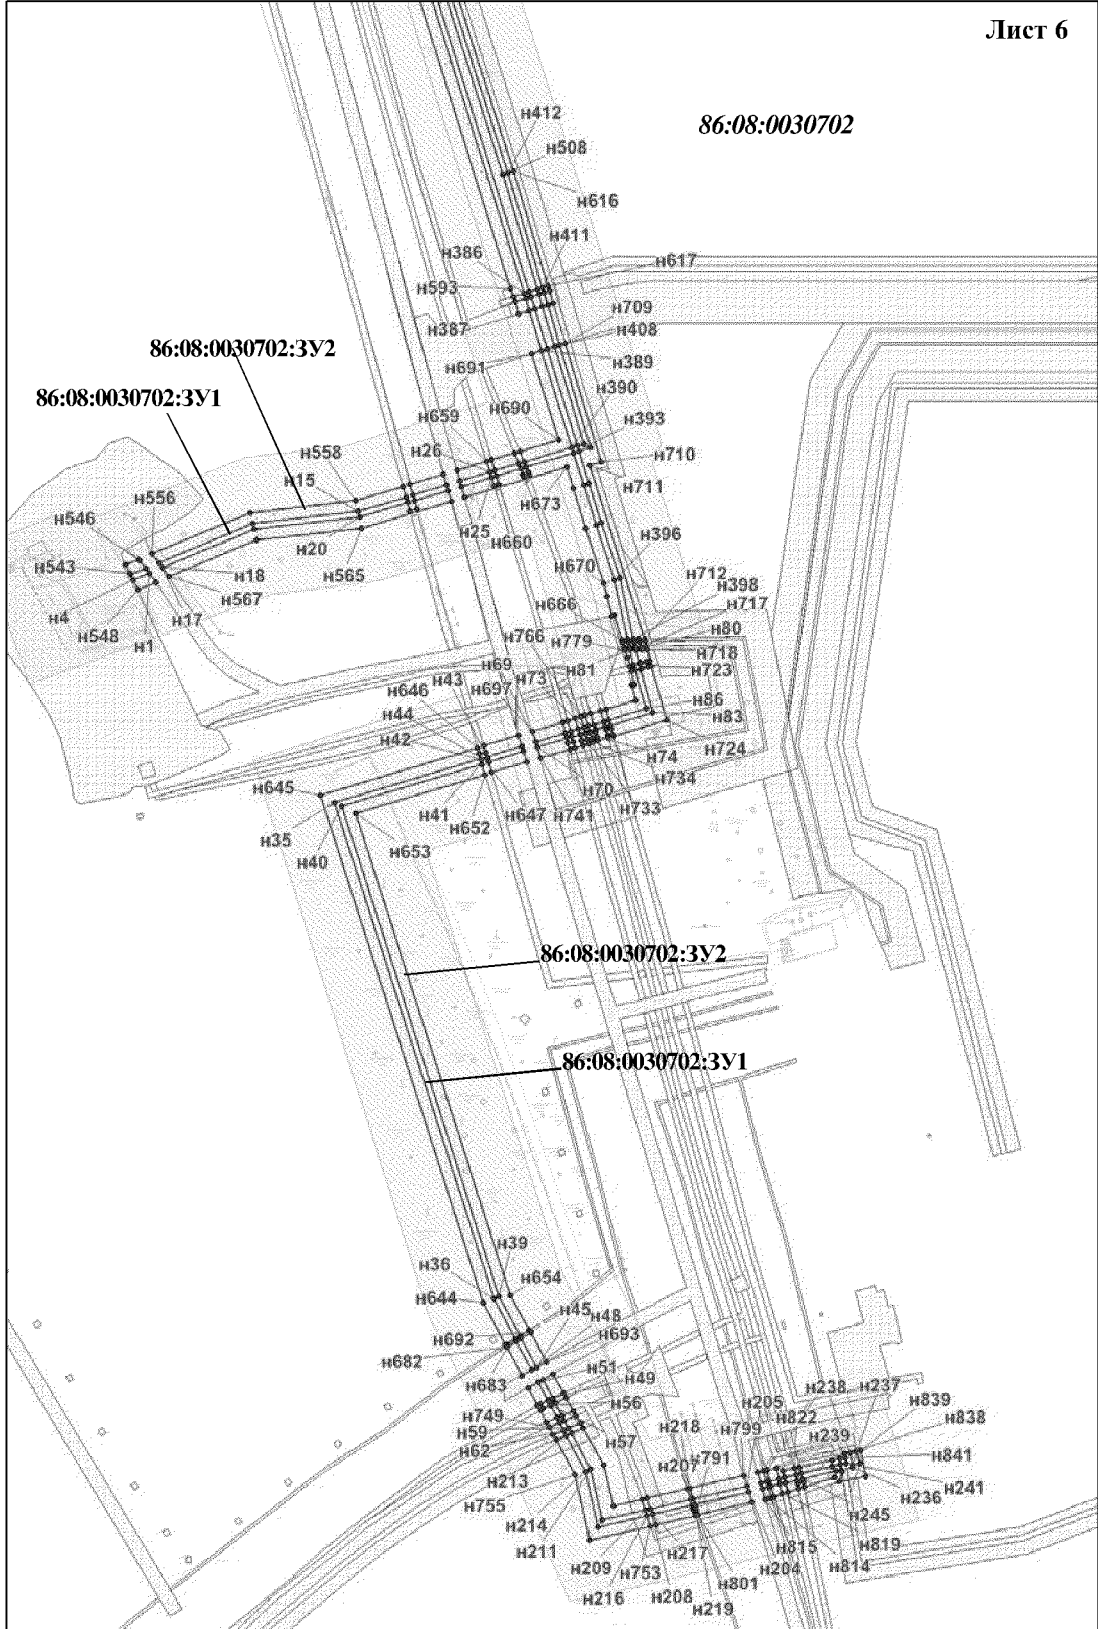 Лист 6
н412
86:08:0030702
н508
н616
н411
н386
н617
н593
н709
н387
н408
86:08:0030702:ЗУ2
н691
н389
86:08:0030702:ЗУ1
н390
н659
н690
н393
н26
н558
н710
н15
н711
н556
н673
н546
н25
н20
н660
н396
н543
н18
н565
н670
н712
н4
н567
н398
н17
н666
н717
н548
н1
н766
н779
н80
н718
н69
н81
н723
н43
н73
н646
н697
н86
н44
н83
н42
н724
н74
н734
н645
н70
н41
н647
н741
н733
н35
н652
н653
н40
86:08:0030702:ЗУ2
86:08:0030702:ЗУ1
н39
н36
н654
н644
н45
н48
н692
н693
н682
н51
н683
н49
н238
н237
н56
н205
н839
н749
н822
н838
н59
н218
н799
н239
н62
н57
н841
н207
н791
н213
н241
н236
н755
н245
н214
н815
н819
н211
н217
н209
н753
н204
н814
н216
н208
н801
н219